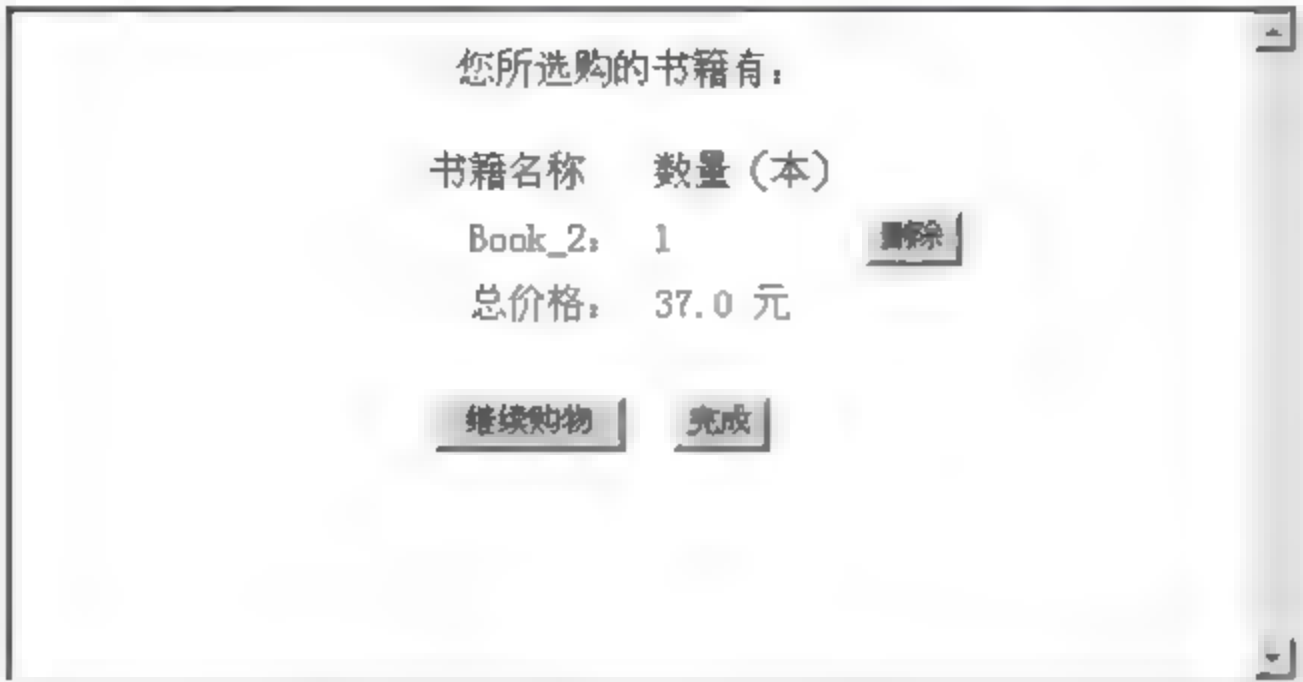 您所选购的书籍有：
书籍名称 数量（本）
Book_2： 1 删除
总价格： 37.0 元
继续购物 完成